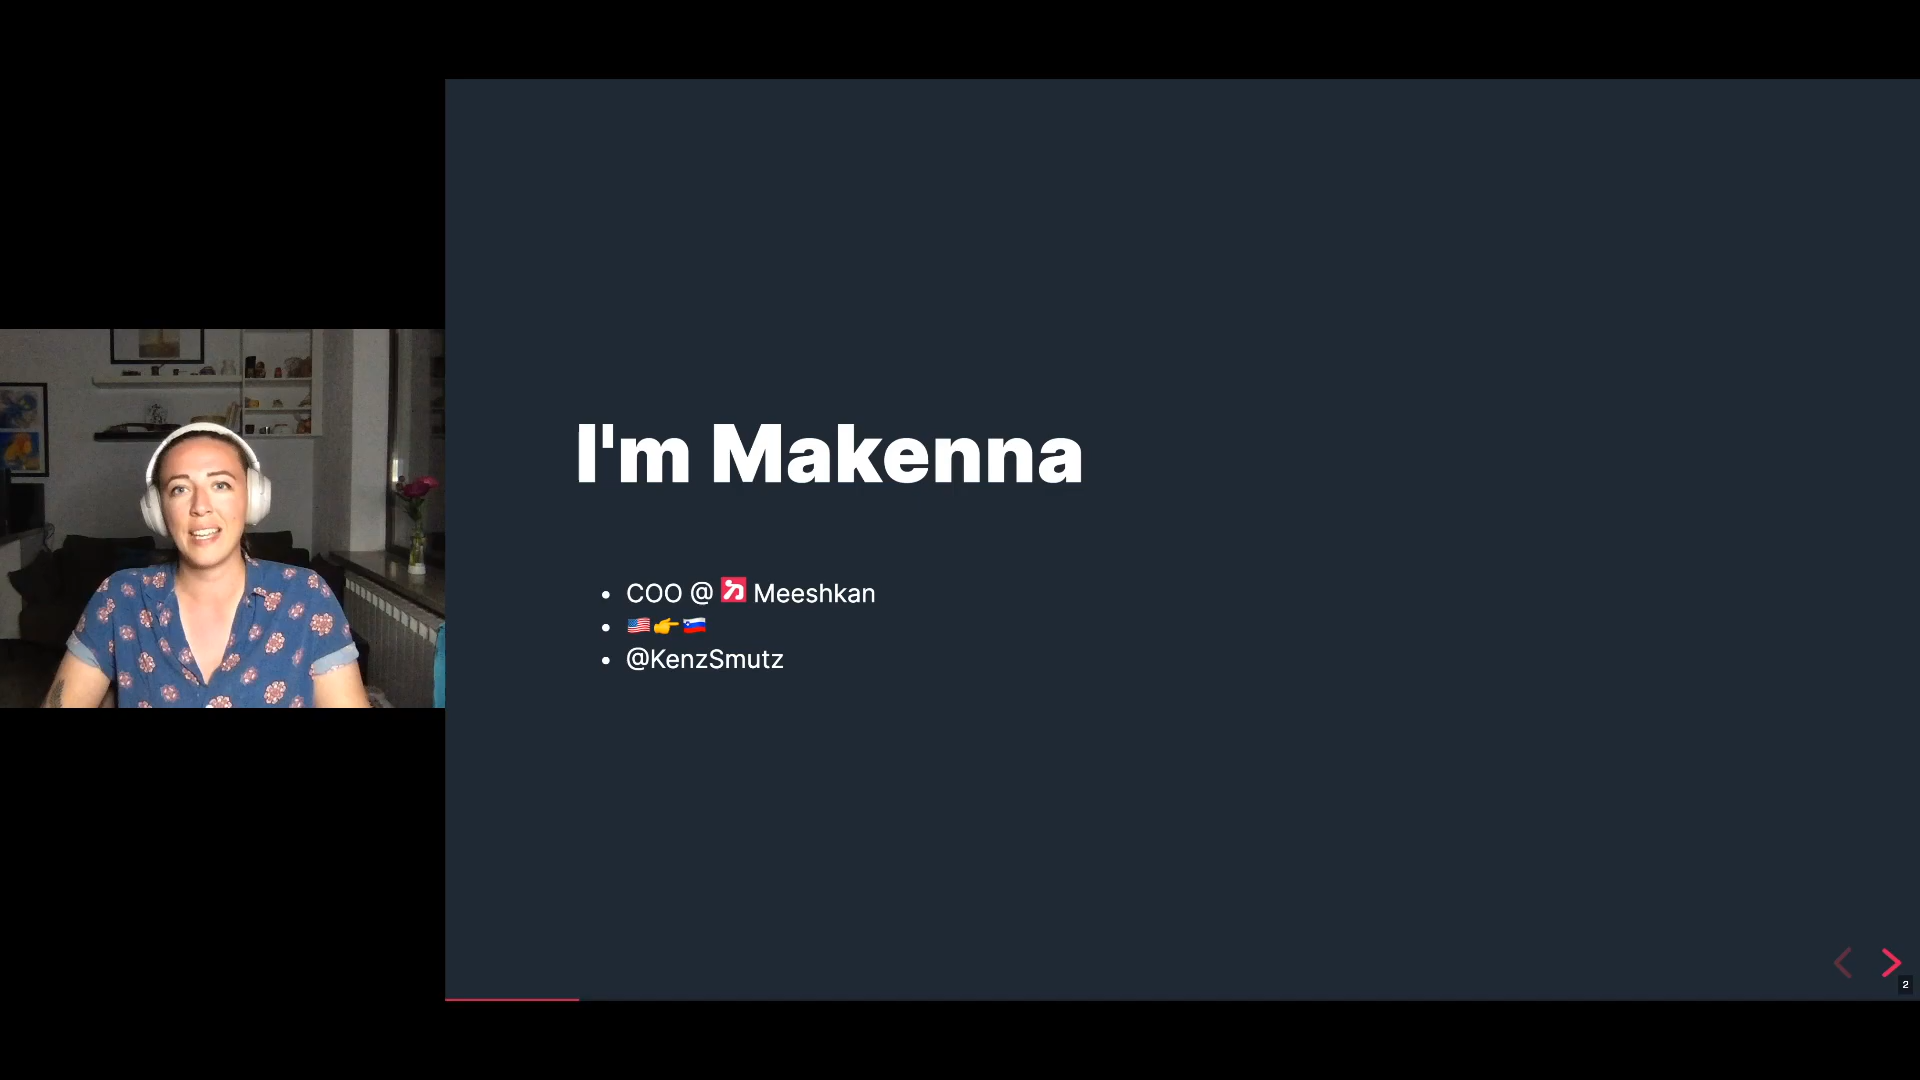 I'm Makenna
• COO @ Meeshkan
• 🇺🇸👉🇸🇮
• @KenzSmutz
2